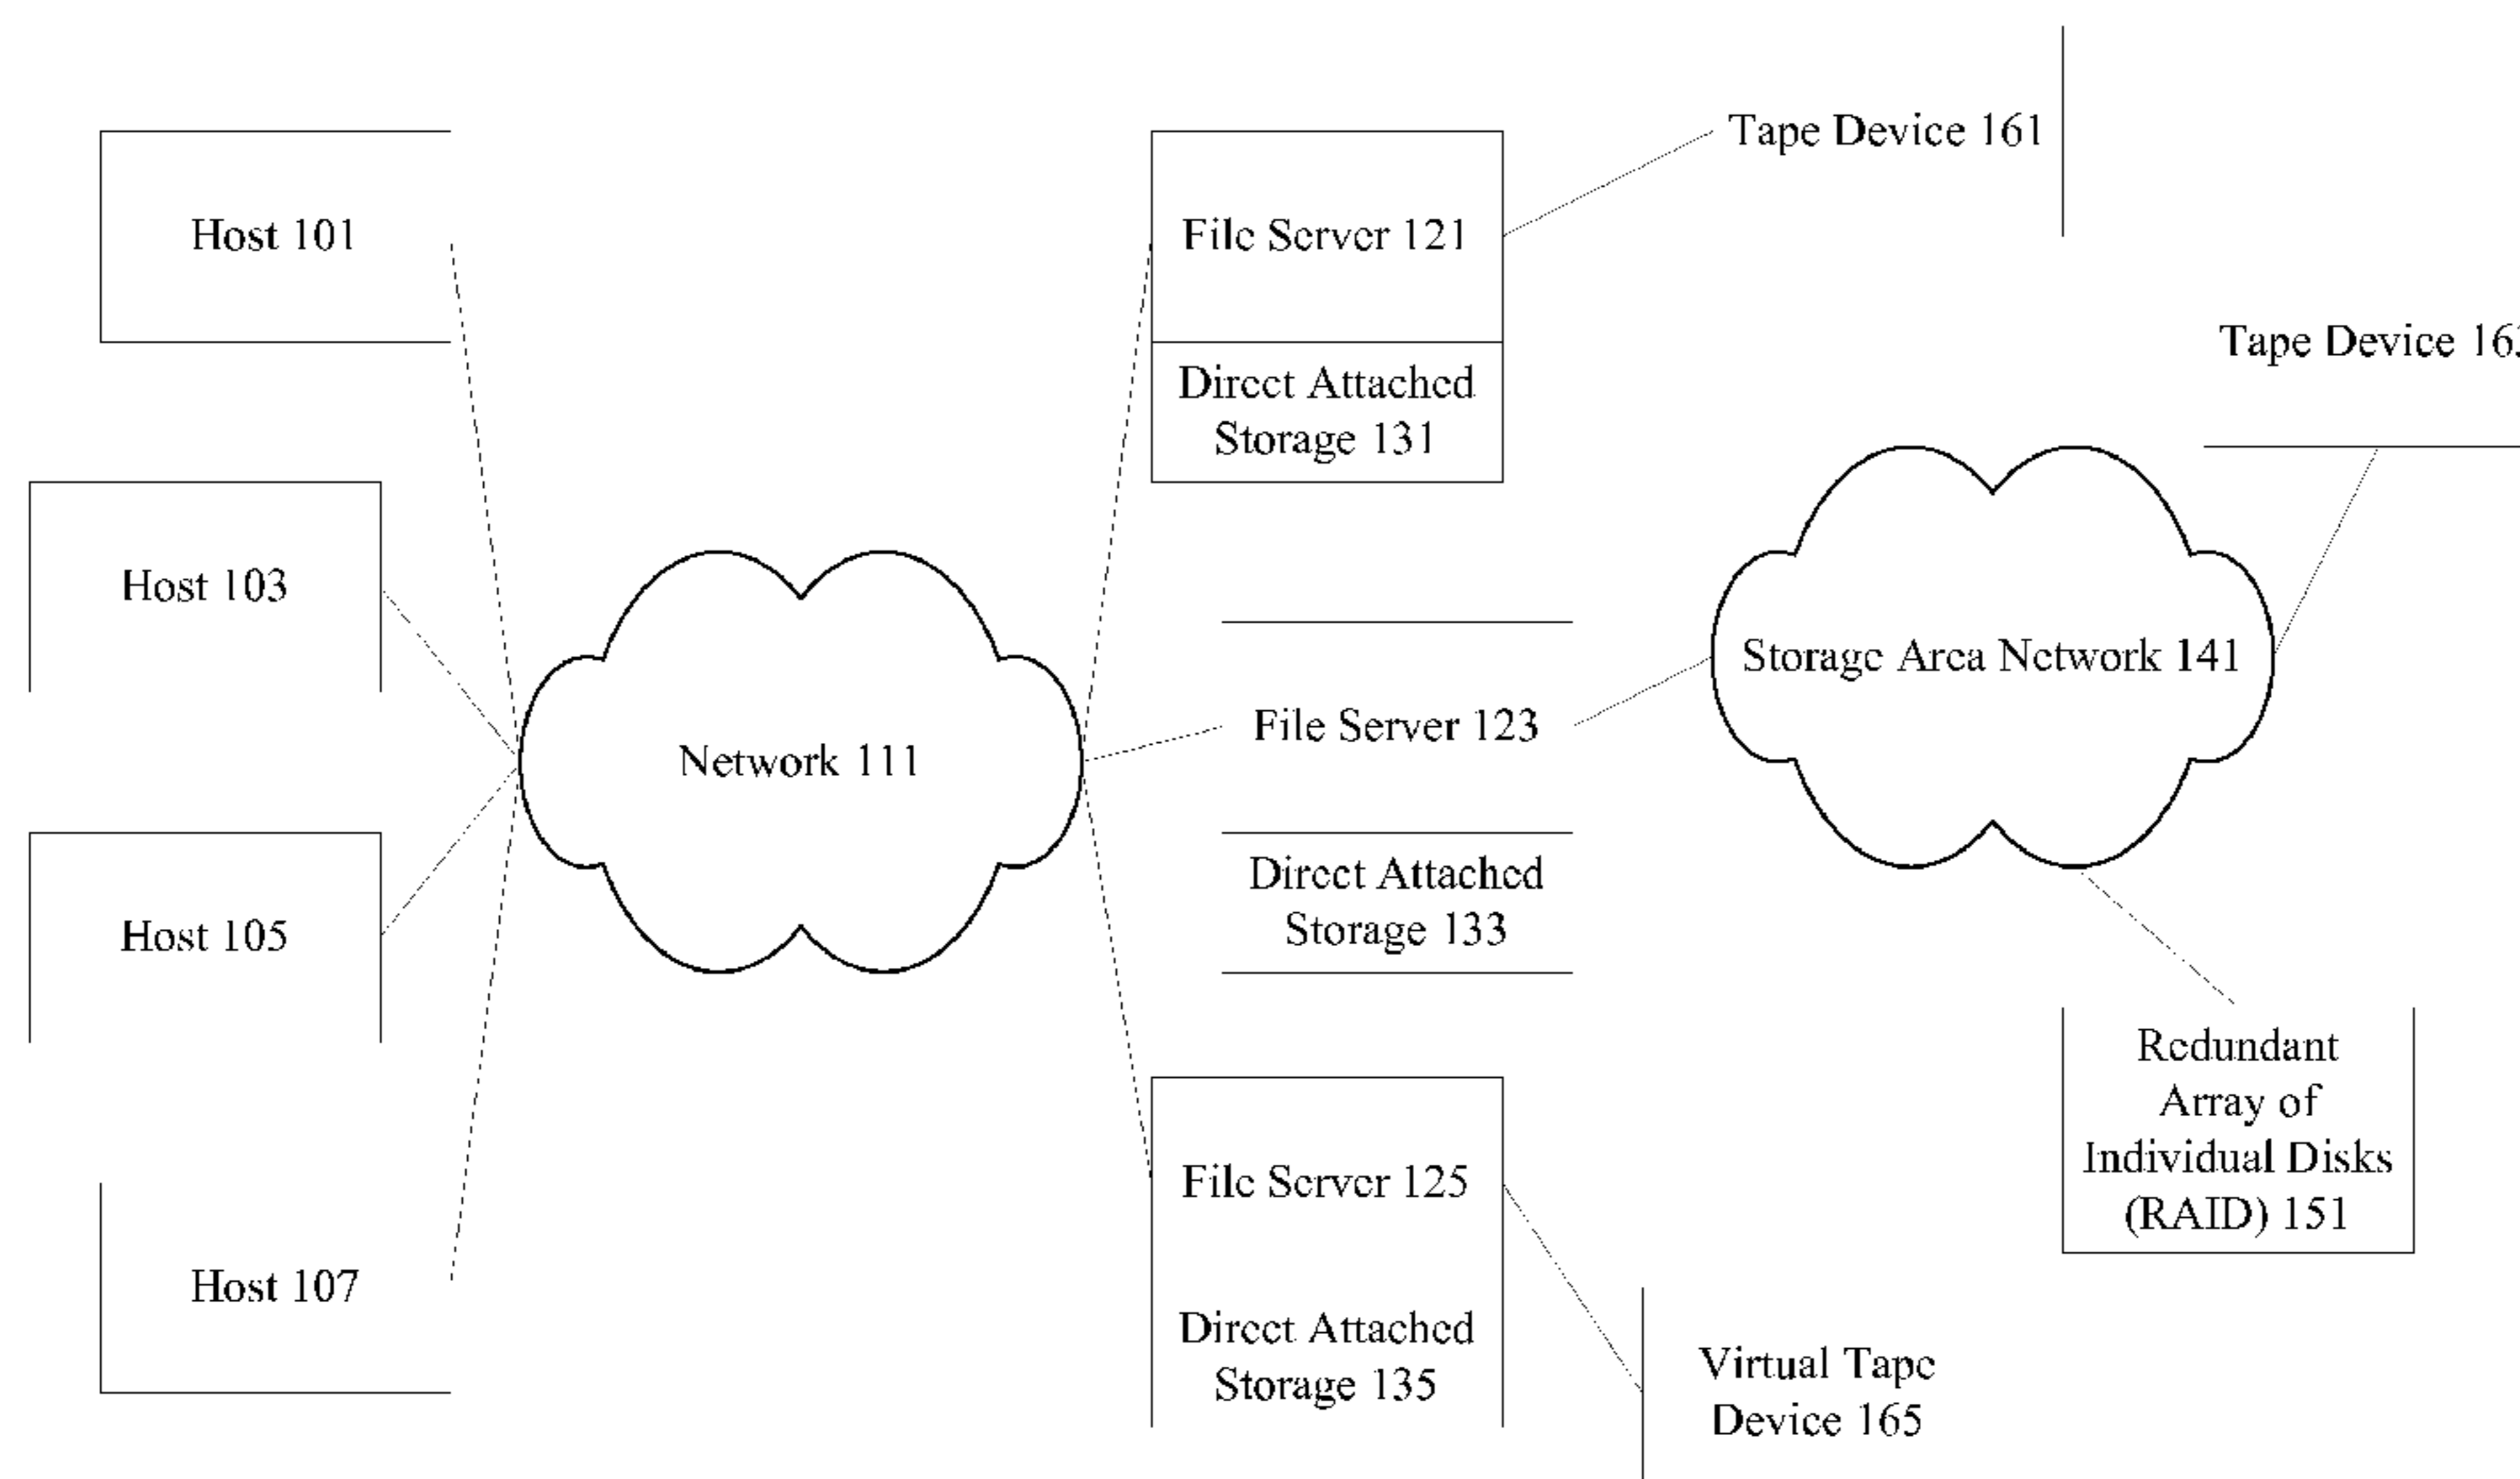 Host 101
Host 103
Host 105
Host 107
Network 111
File Server 121
Direct Attached
Storage 131
File Server 123
Direct Attached
Storage 133
File Server 125
Direct Attached
Storage 135
Tape Device 161
Tape Device
Storage Area Network 141
Redundant
Array of
Individual Disks
(RAID) 151
Virtual Tape
Device 165